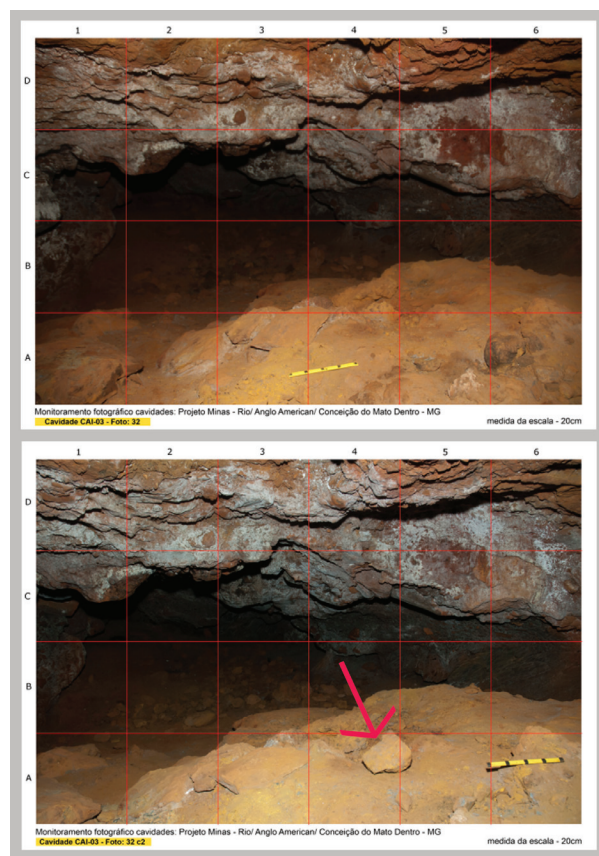 1 2 3 4 5 6
D
C
B
A
Monitoramento fotográfico cavidades: Projeto Minas - Rio/ Anglo American/ Conceição do Mato Dentro - MG
Cavidade CAI-03 - Foto: 32
medida da escala - 20cm
1 2 3 4 5 6
D
C
B
A
Monitoramento fotográfico cavidades: Projeto Minas - Rio/ Anglo American/ Conceição do Mato Dentro - MG
Cavidade CAI-03 - Foto: 32 c2
medida da escala - 20cm